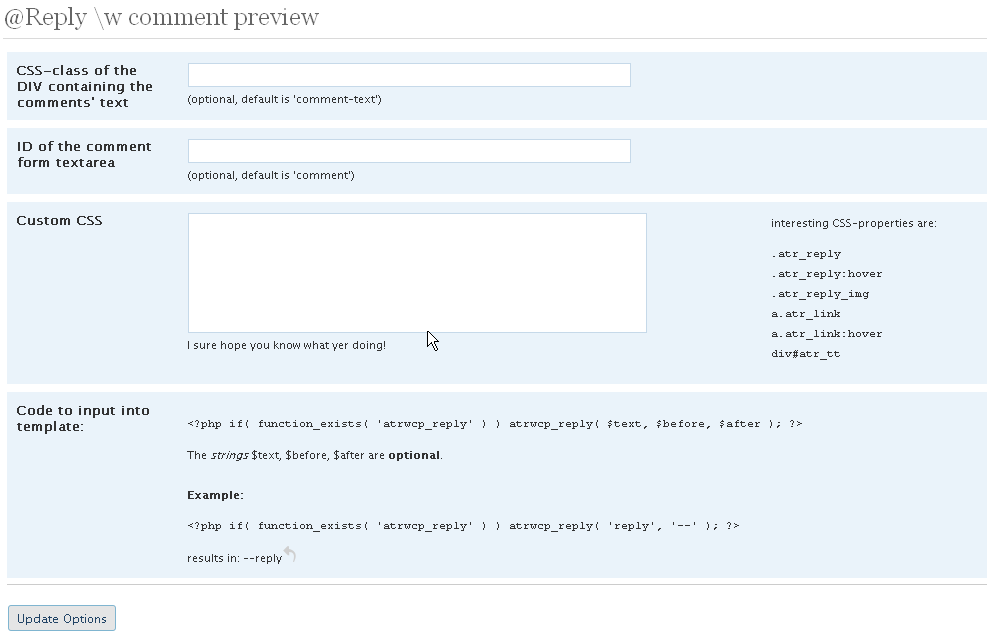 @Reply \w comment preview
CSS-class of the
DIV containing the
comments' text
(optional, default is 'comment-text')
ID of the comment
form textarea
(optional, default is 'comment')
Custom CSS
I sure hope you know what yer doing!
interesting CSS-properties are:
.atr_reply
.atr_reply:hover
.atr_reply_img
a.atr_link
a.atr_link:hover
div#atr_tt
Code to input into
template:
<?php if( function_exists( 'atrwcp_reply' ) ) atrwcp_reply( $text, $before, $after ); ?>
The strings $text, $before, $after are optional.
Example:
<?php if( function_exists( 'atrwcp_reply' ) ) atrwcp_reply( 'reply', '--' ); ?>
results in: --reply
Update Options